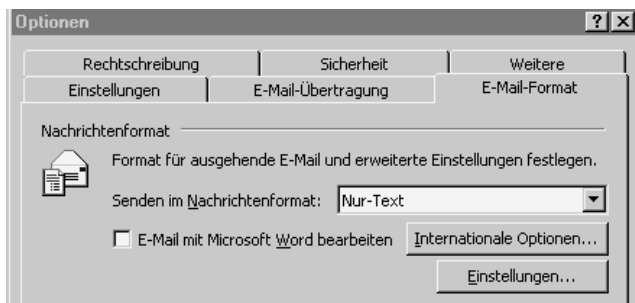 Optionen
Rechtschreibung Sicherheit Weitere
Einstellungen E-Mail-Übertragung E-Mail-Format
Nachrichtenformat
Format für ausgehende E-Mail und erweiterte Einstellungen festlegen.
Senden im Nachrichtenformat: Nur-Text
E-Mail mit Microsoft Word bearbeiten Internationale Optionen...
Einstellungen...